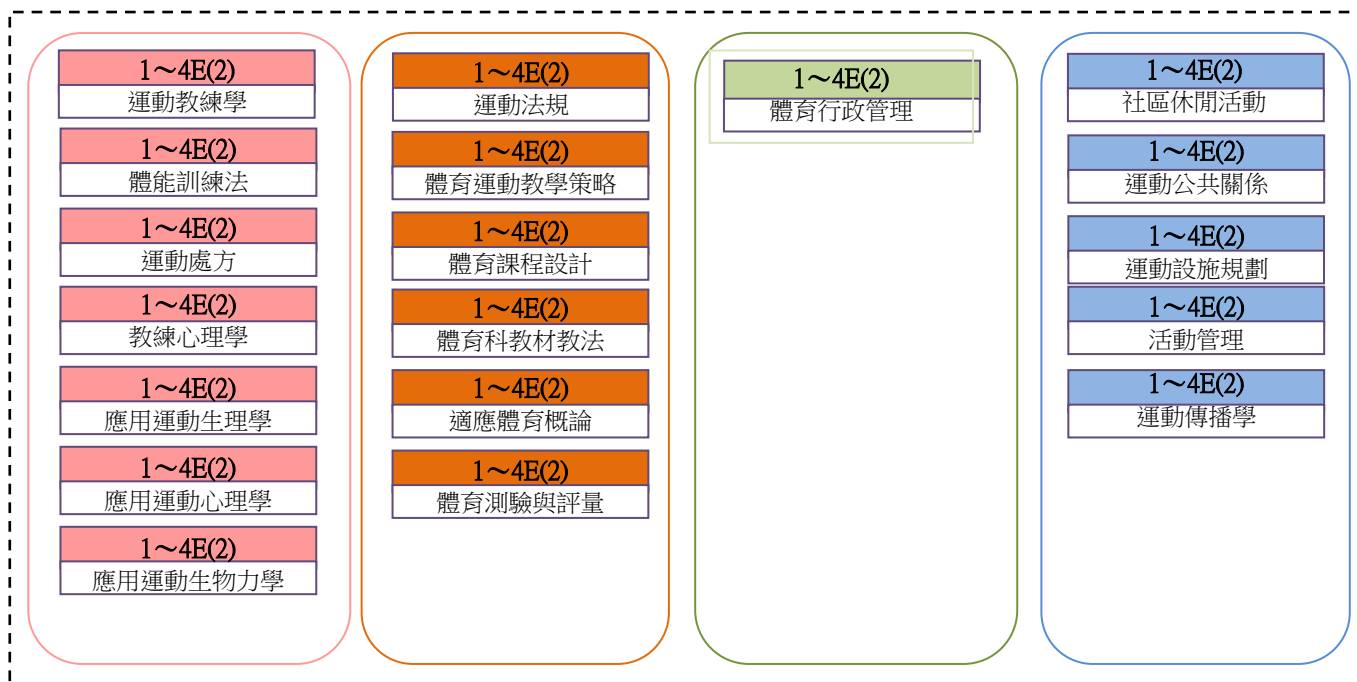 1～4E(2)
運動教練學
1～4E(2)
體能訓練法
1～4E(2)
運動處方
1～4E(2)
教練心理學
1～4E(2)
應用運動生理學
1～4E(2)
應用運動心理學
1～4E(2)
應用運動生物力學
1～4E(2)
運動法規
1～4E(2)
體育運動教學策略
1～4E(2)
體育課程設計
1～4E(2)
體育科教材教法
1～4E(2)
適應體育概論
1～4E(2)
體育測驗與評量
1～4E(2)
體育行政管理
1～4E(2)
社區休閒活動
1～4E(2)
運動公共關係
1～4E(2)
運動設施規劃
1～4E(2)
活動管理
1～4E(2)
運動傳播學